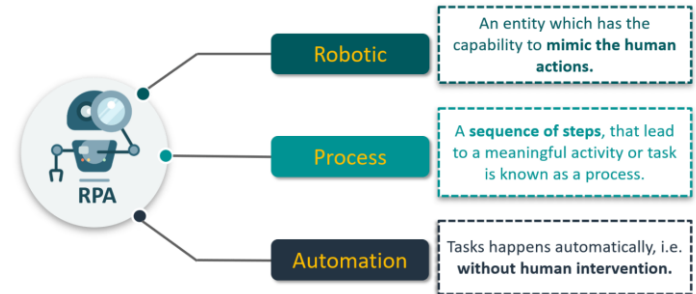 RPA
Robotic
An entity which has the
capability to mimic the human
actions.
Process
A sequence of steps, that lead
to a meaningful activity or task
is known as a process.
Automation
Tasks happens automatically, i.e.
without human intervention.